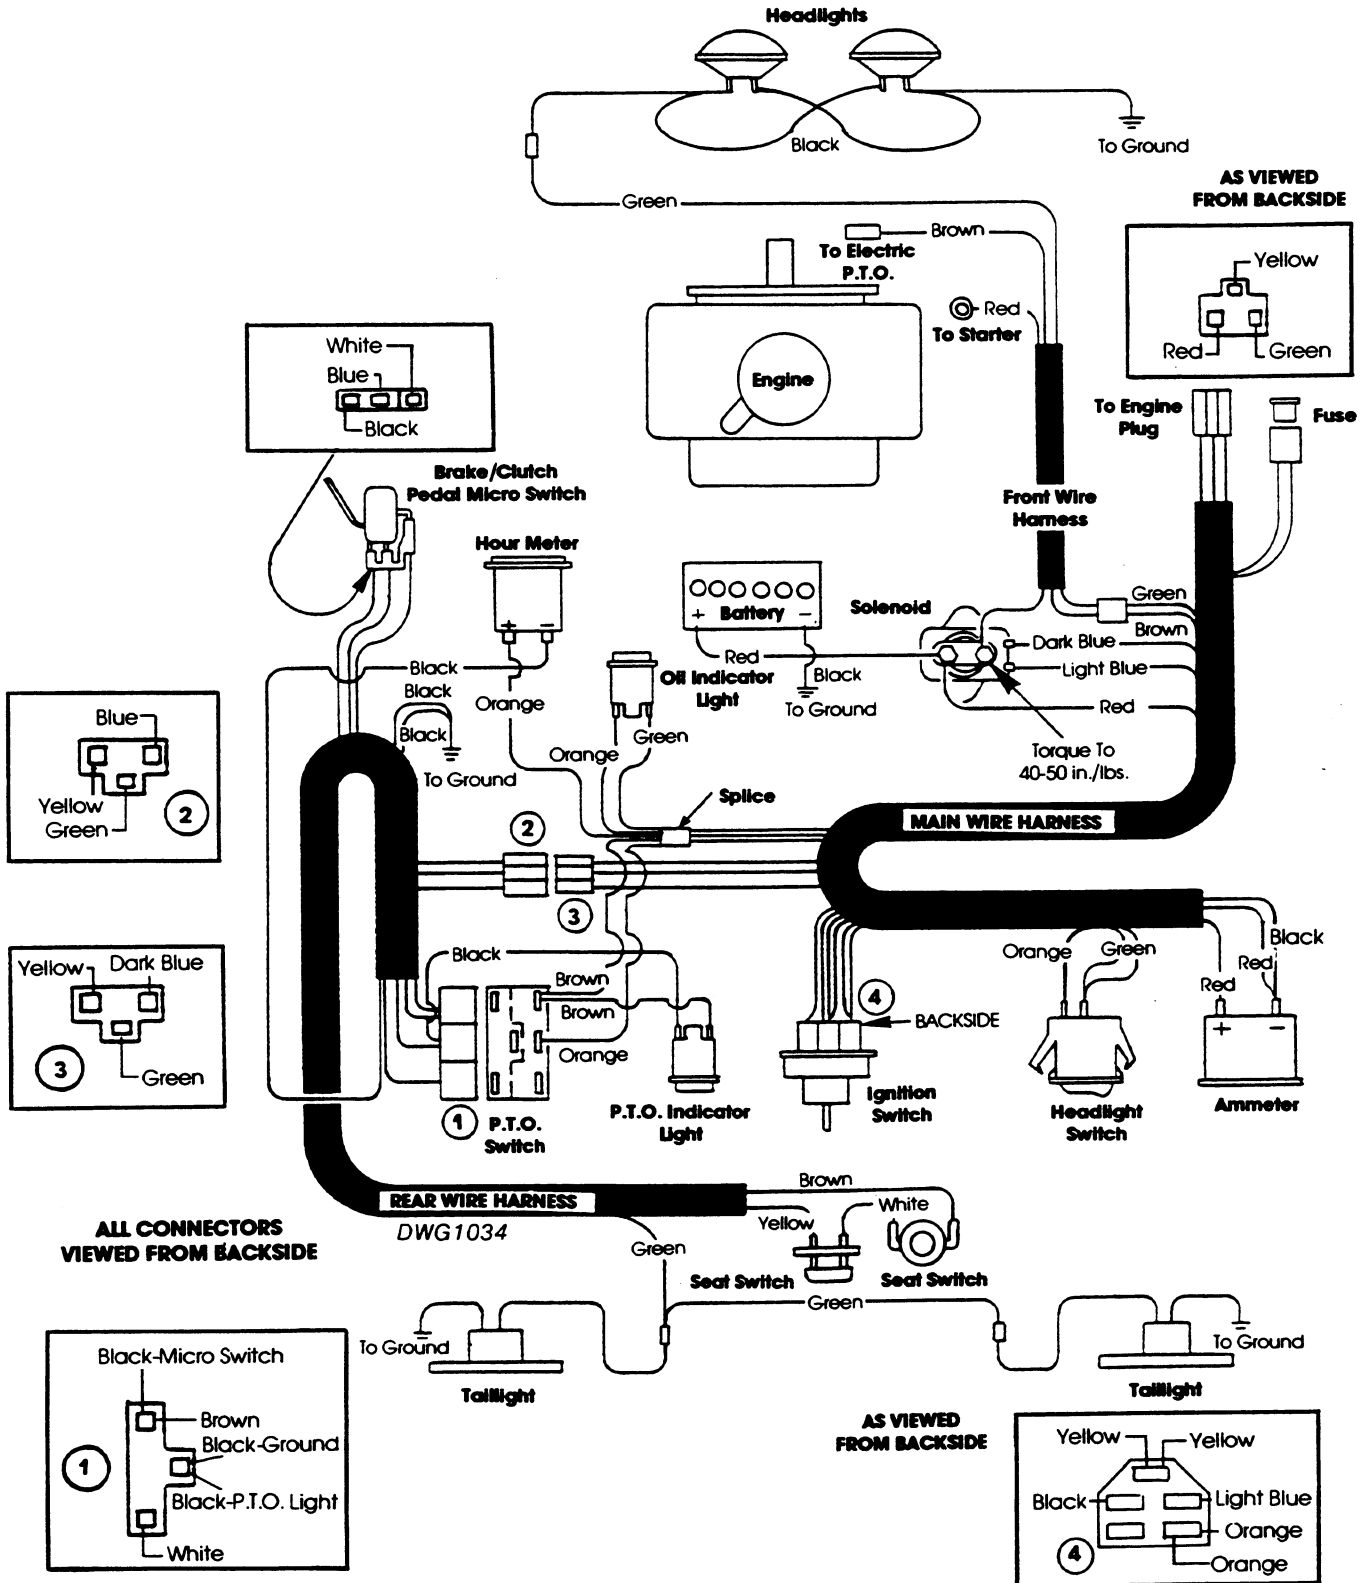 Headlights
Black
To Ground
AS VIEWED
FROM BACKSIDE
Green
Brown
To Electric
P.T.O.
Yellow
Red
To Starter
Red
Green
White
Blue
Black
Engine
To Engine
Plug
Fuse
Brake/Clutch
Pedal Micro Switch
Front Wire
Harness
Hour Meter
+
−
+
Battery
−
Solenoid
Green
Brown
Dark Blue
Light Blue
Red
Black
Red
Black
To Ground
Oil Indicator
Light
Black
Orange
Black
To Ground
Orange
Green
Torque To
40-50 in./lbs.
Blue
Yellow
Green
2
Splice
MAIN WIRE HARNESS
2
3
Yellow
Dark Blue
Green
3
Black
Brown
Brown
Orange
4
BACKSIDE
Orange
Green
Black
Red
Red
+
−
1
P.T.O.
Switch
P.T.O. Indicator
Light
Ignition
Switch
Headlight
Switch
Ammeter
REAR WIRE HARNESS
DWG1034
Brown
White
Yellow
Green
Seat Switch
Seat Switch
ALL CONNECTORS
VIEWED FROM BACKSIDE
Green
To Ground
Taillight
To Ground
Taillight
Black-Micro Switch
Brown
Black-Ground
1
Black-P.T.O. Light
White
AS VIEWED
FROM BACKSIDE
Yellow
Yellow
Black
Light Blue
Orange
4
Orange